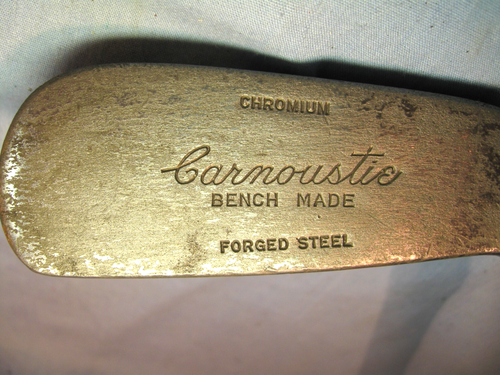 CHROMIUM
Carnoustie
BENCH MADE
FORGED STEEL